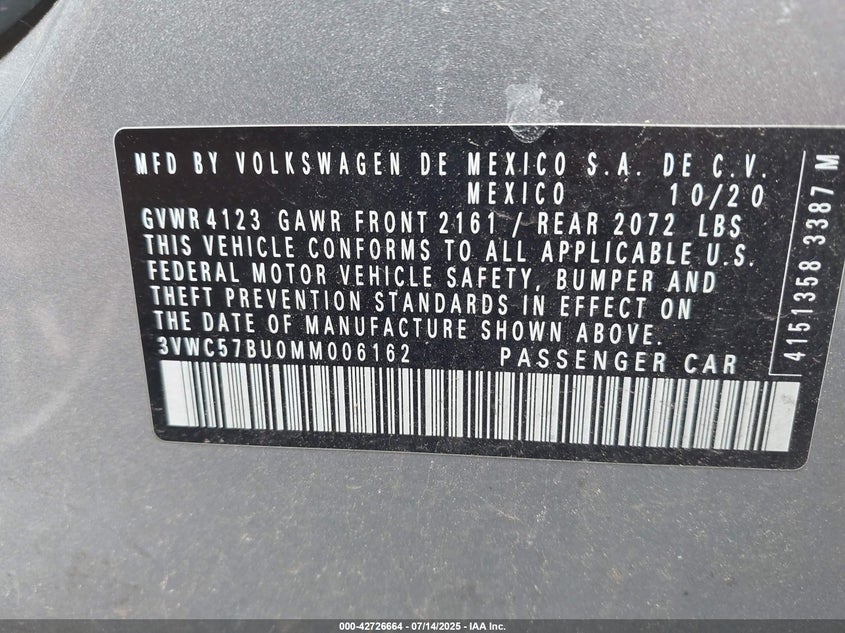 MFD BY VOLKSWAGEN DE MEXICO S.A. DE C.V.
MEXICO 10/20
GVWR 4123 GAWR FRONT 2161 / REAR 2072 LBS
THIS VEHICLE CONFORMS TO ALL APPLICABLE U.S.
FEDERAL MOTOR VEHICLE SAFETY, BUMPER AND
THEFT PREVENTION STANDARDS IN EFFECT ON
THE DATE OF MANUFACTURE SHOWN ABOVE.
3VWC57BU0MM006162 PASSENGER CAR
4151358 3387 M
000-42726664 - 07/14/2025 - IAA Inc.